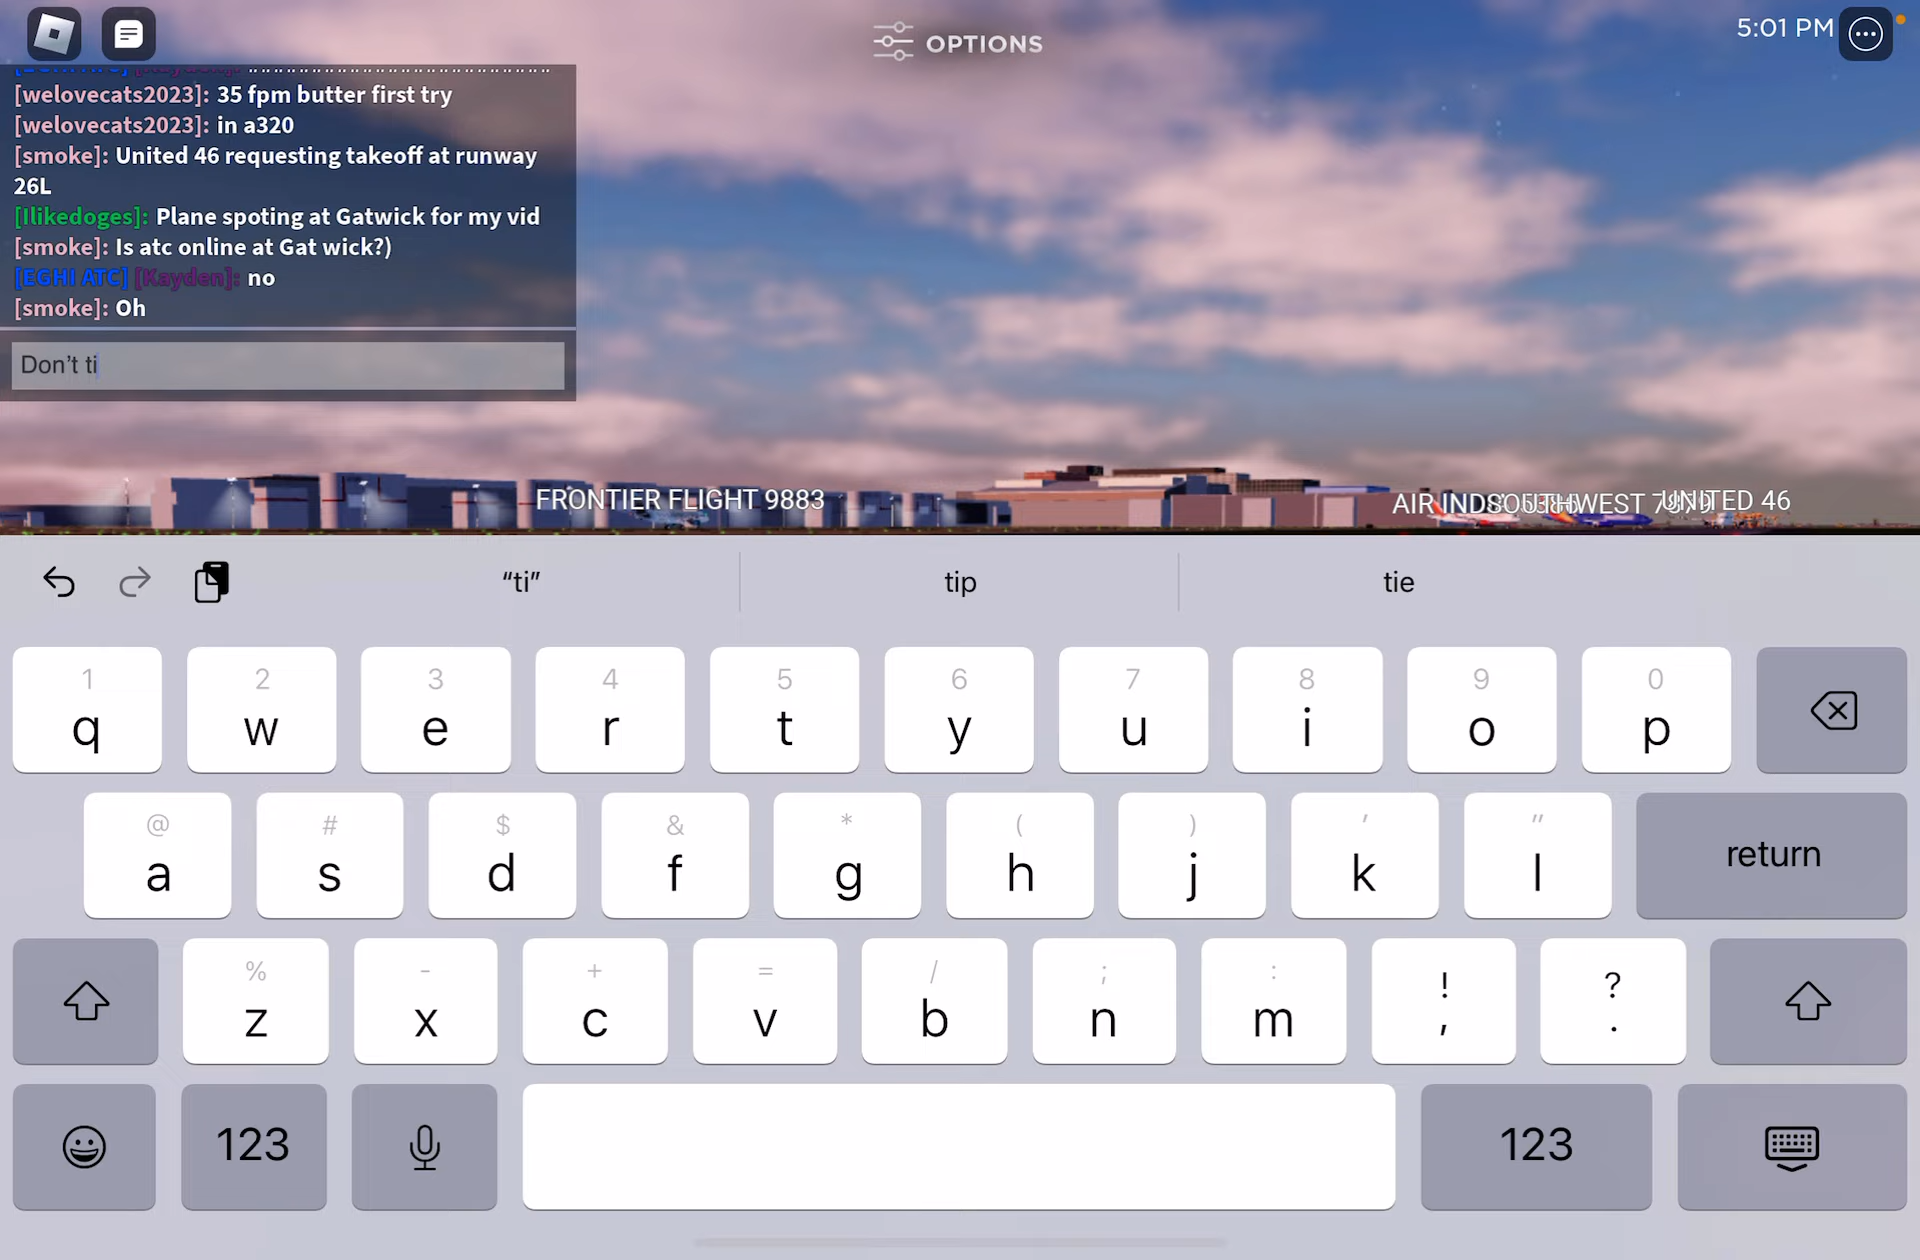 OPTIONS
5:01 PM
[welovecats2023]: 35 fpm butter first try
[welovecats2023]: in a320
[smoke]: United 46 requesting takeoff at runway
26L
[Ilikedoges]: Plane spoting at Gatwick for my vid
[smoke]: Is atc online at Gat wick?)
[EGHI ATC] [Kayden]: no
[smoke]: Oh
Don't ti
FRONTIER FLIGHT 9883
AIR IND
SOUTHWEST
UNITED 46
“ti”
tip
tie
1 2 3 4 5 6 7 8 9 0
q w e r t y u i o p
@ # $ & * ( ) ' "
a s d f g h j k l
return
% - + = / ; : ! ?
z x c v b n m , .
123
123